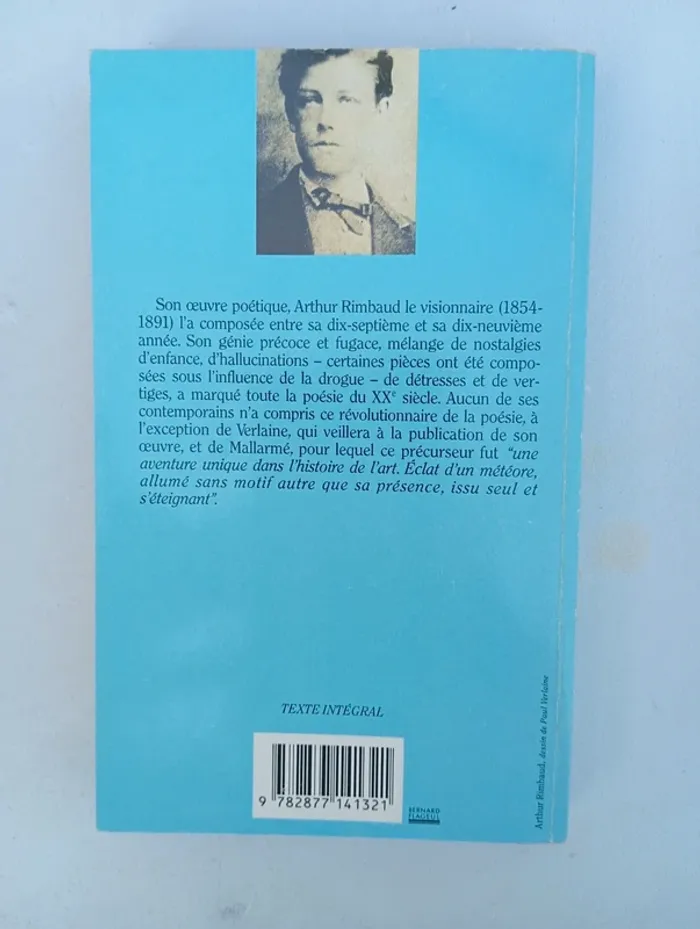 Son œuvre poétique, Arthur Rimbaud le visionnaire (1854-
1891) l'a composée entre sa dix-septième et sa dix-neuvième
année. Son génie précoce et fugace, mélange de nostalgies
d'enfance, d'hallucinations – certaines pièces ont été compo-
sées sous l'influence de la drogue – de détresses et de ver-
tiges, a marqué toute la poésie du XXe siècle. Aucun de ses
contemporains n'a compris ce révolutionnaire de la poésie, à
l'exception de Verlaine, qui veillera à la publication de son
œuvre, et de Mallarmé, pour lequel ce précurseur fut "une
aventure unique dans l'histoire de l'art. Éclat d'un météore,
allumé sans motif autre que sa présence, issu seul et
s'éteignant".
TEXTE INTÉGRAL
9 782877 141321
BERNARD
FLAGEUL
Arthur Rimbaud, dessin de Paul Verlaine